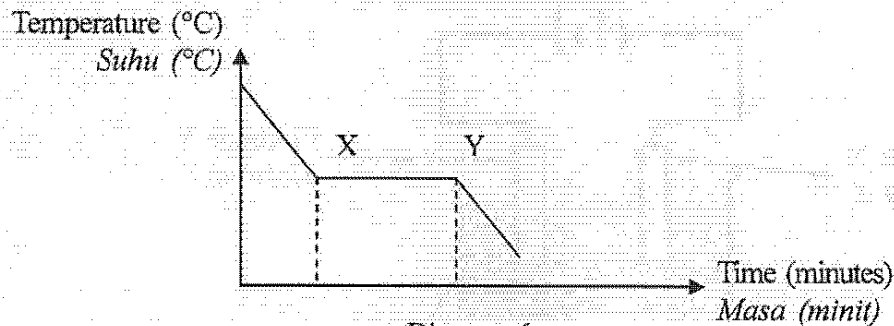 Temperature (°C)
Suhu (°C)
X Y
Time (minutes)
Masa (minit)